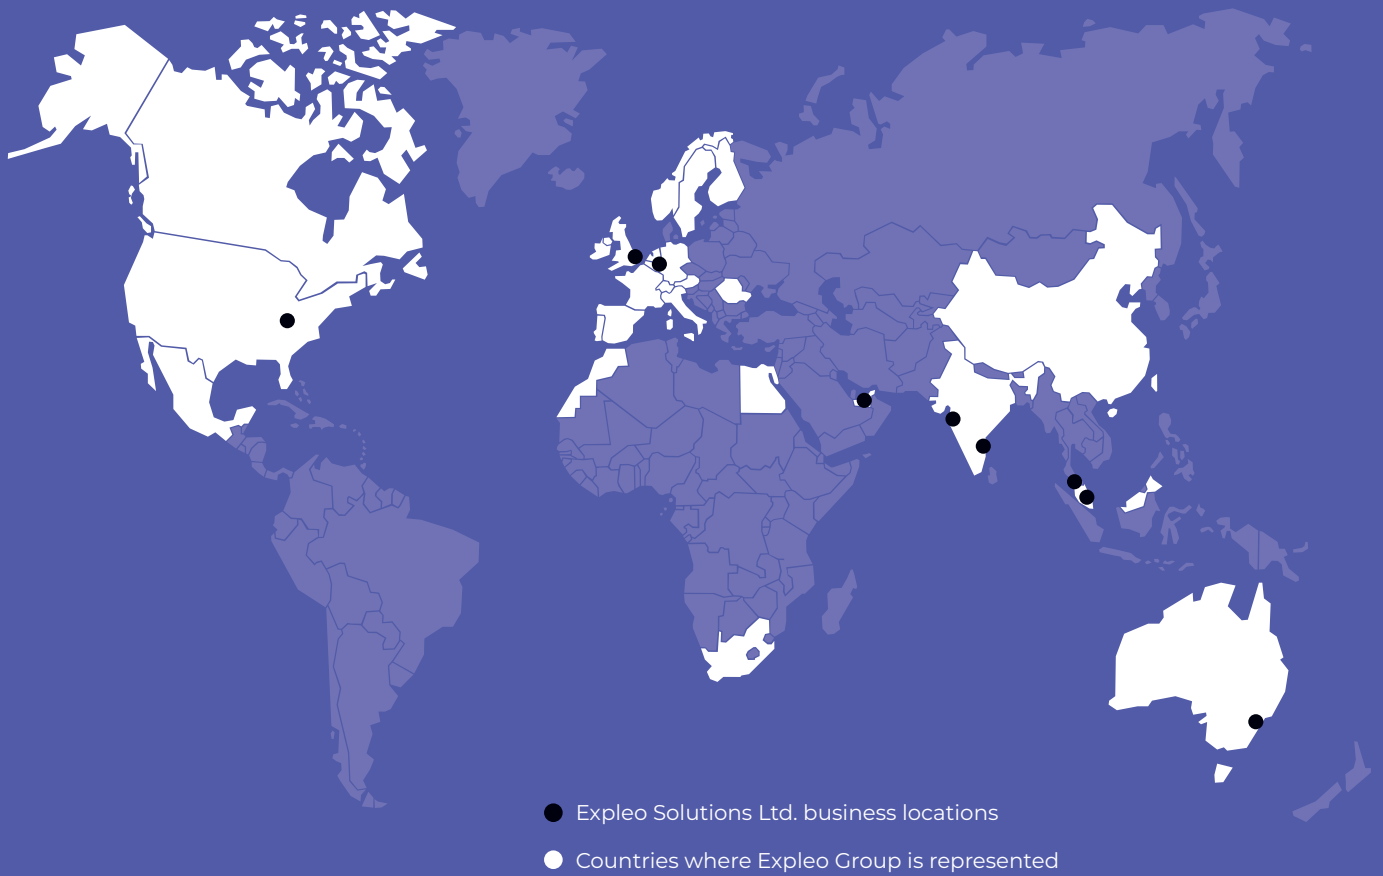 Expleo Solutions Ltd. business locations
Countries where Expleo Group is represented